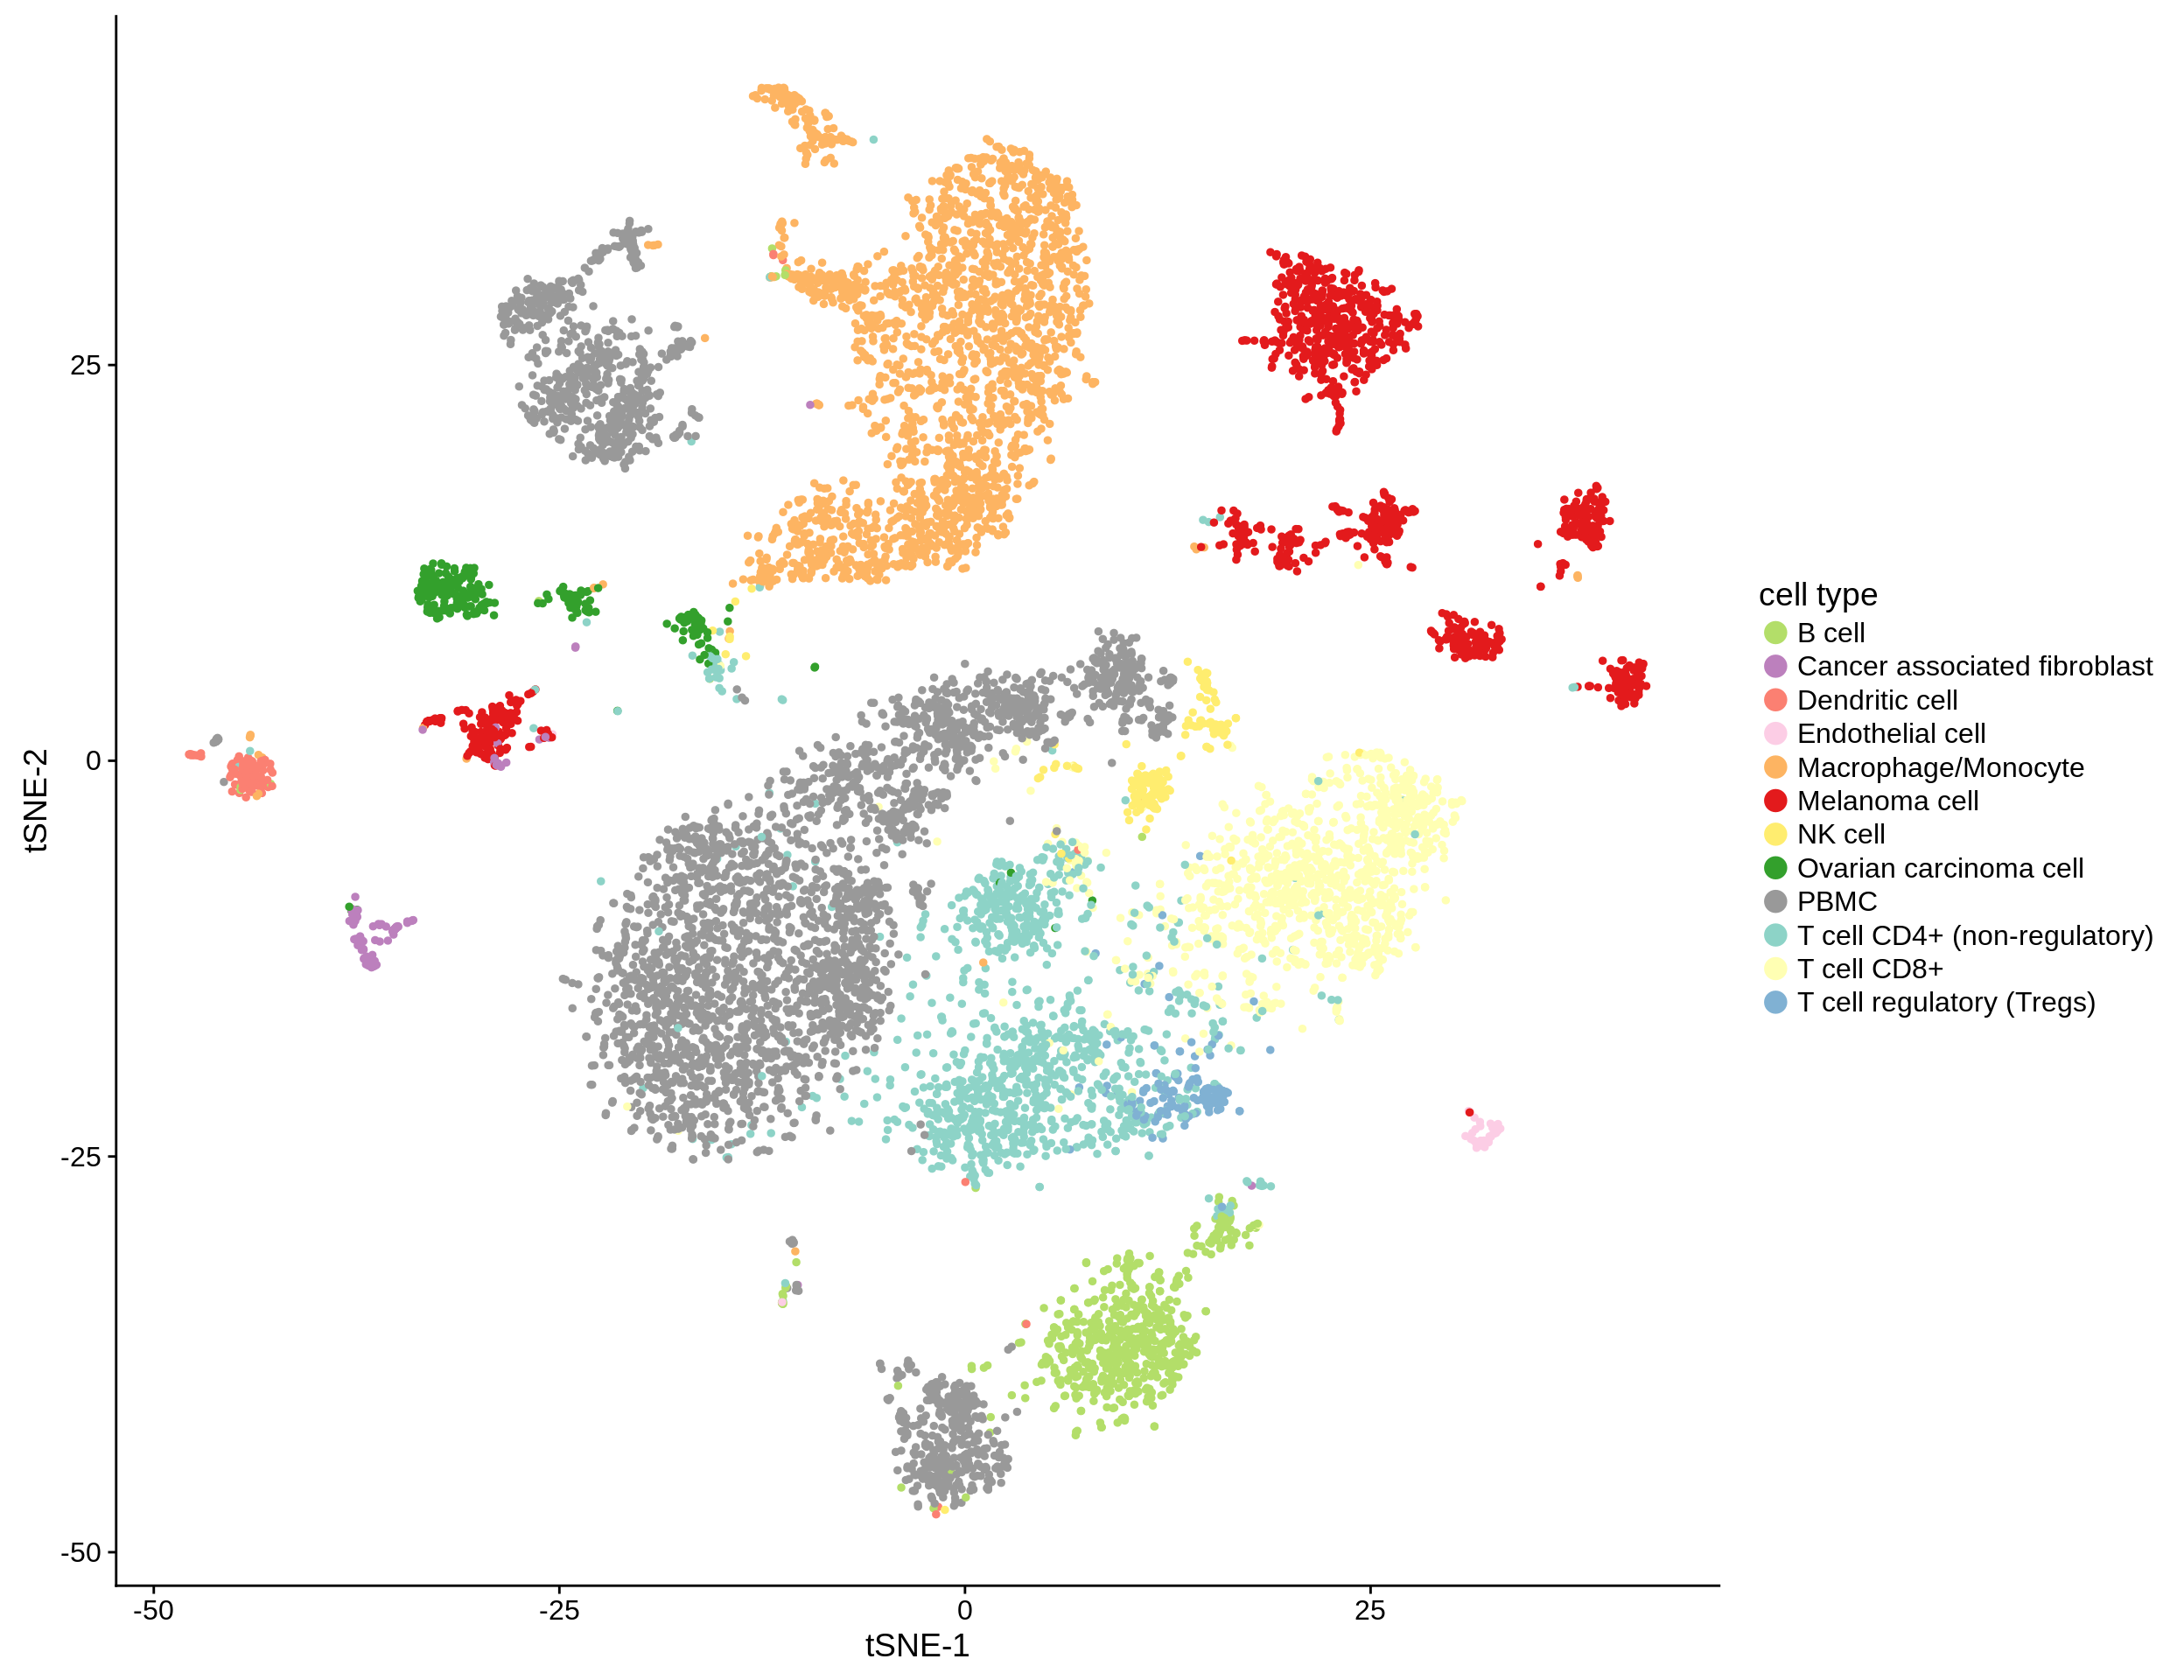 25
0
-25
-50
tSNE-2
-50
-25
0
25
tSNE-1
cell type
B cell
Cancer associated fibroblast
Dendritic cell
Endothelial cell
Macrophage/Monocyte
Melanoma cell
NK cell
Ovarian carcinoma cell
PBMC
T cell CD4+ (non-regulatory)
T cell CD8+
T cell regulatory (Tregs)